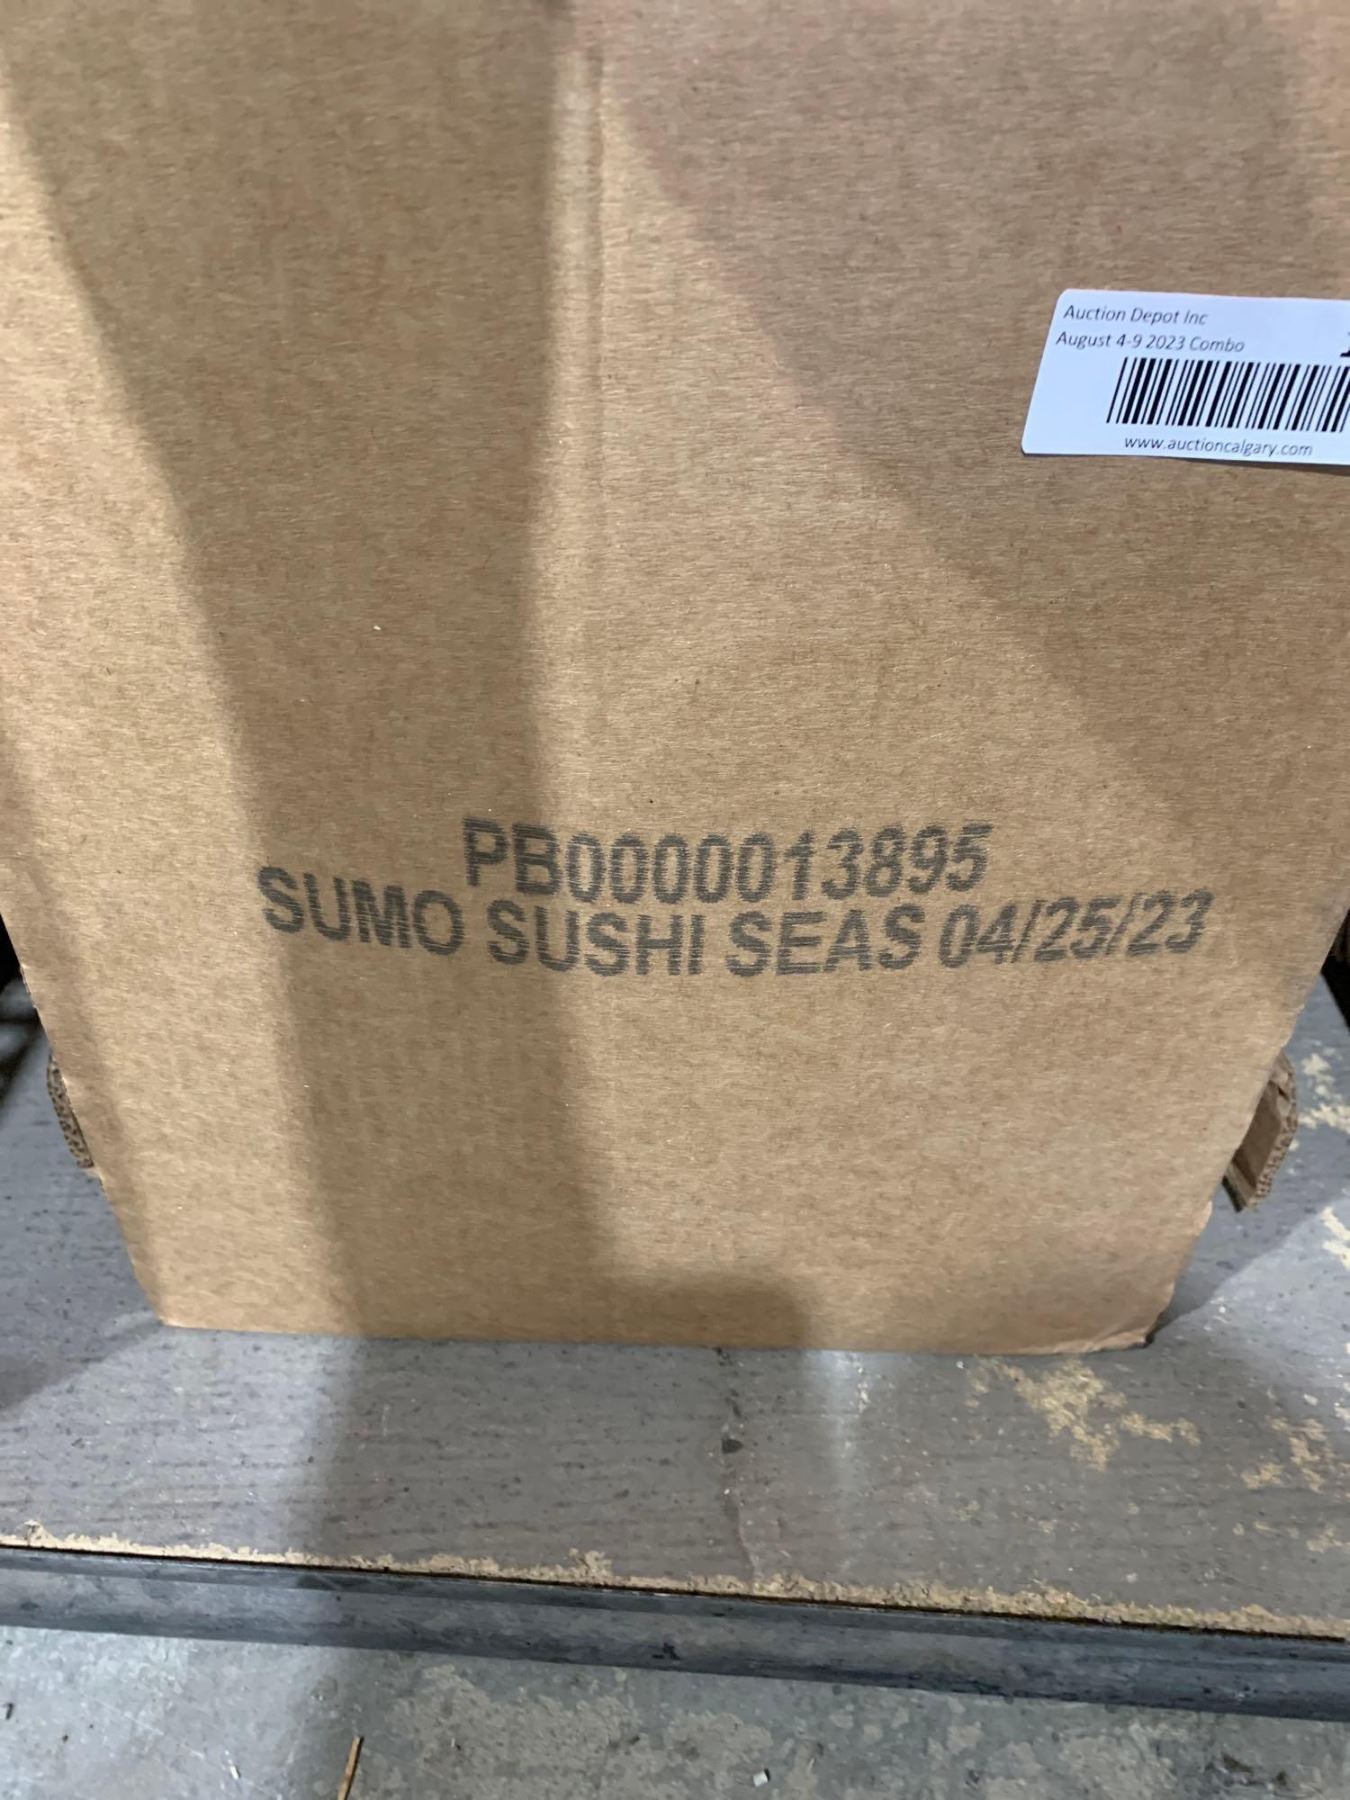 Auction Depot Inc
August 4-9 2023 Combo
www.auctioncalgary.com
PB0000013895
SUMO SUSHI SEAS 04/25/23